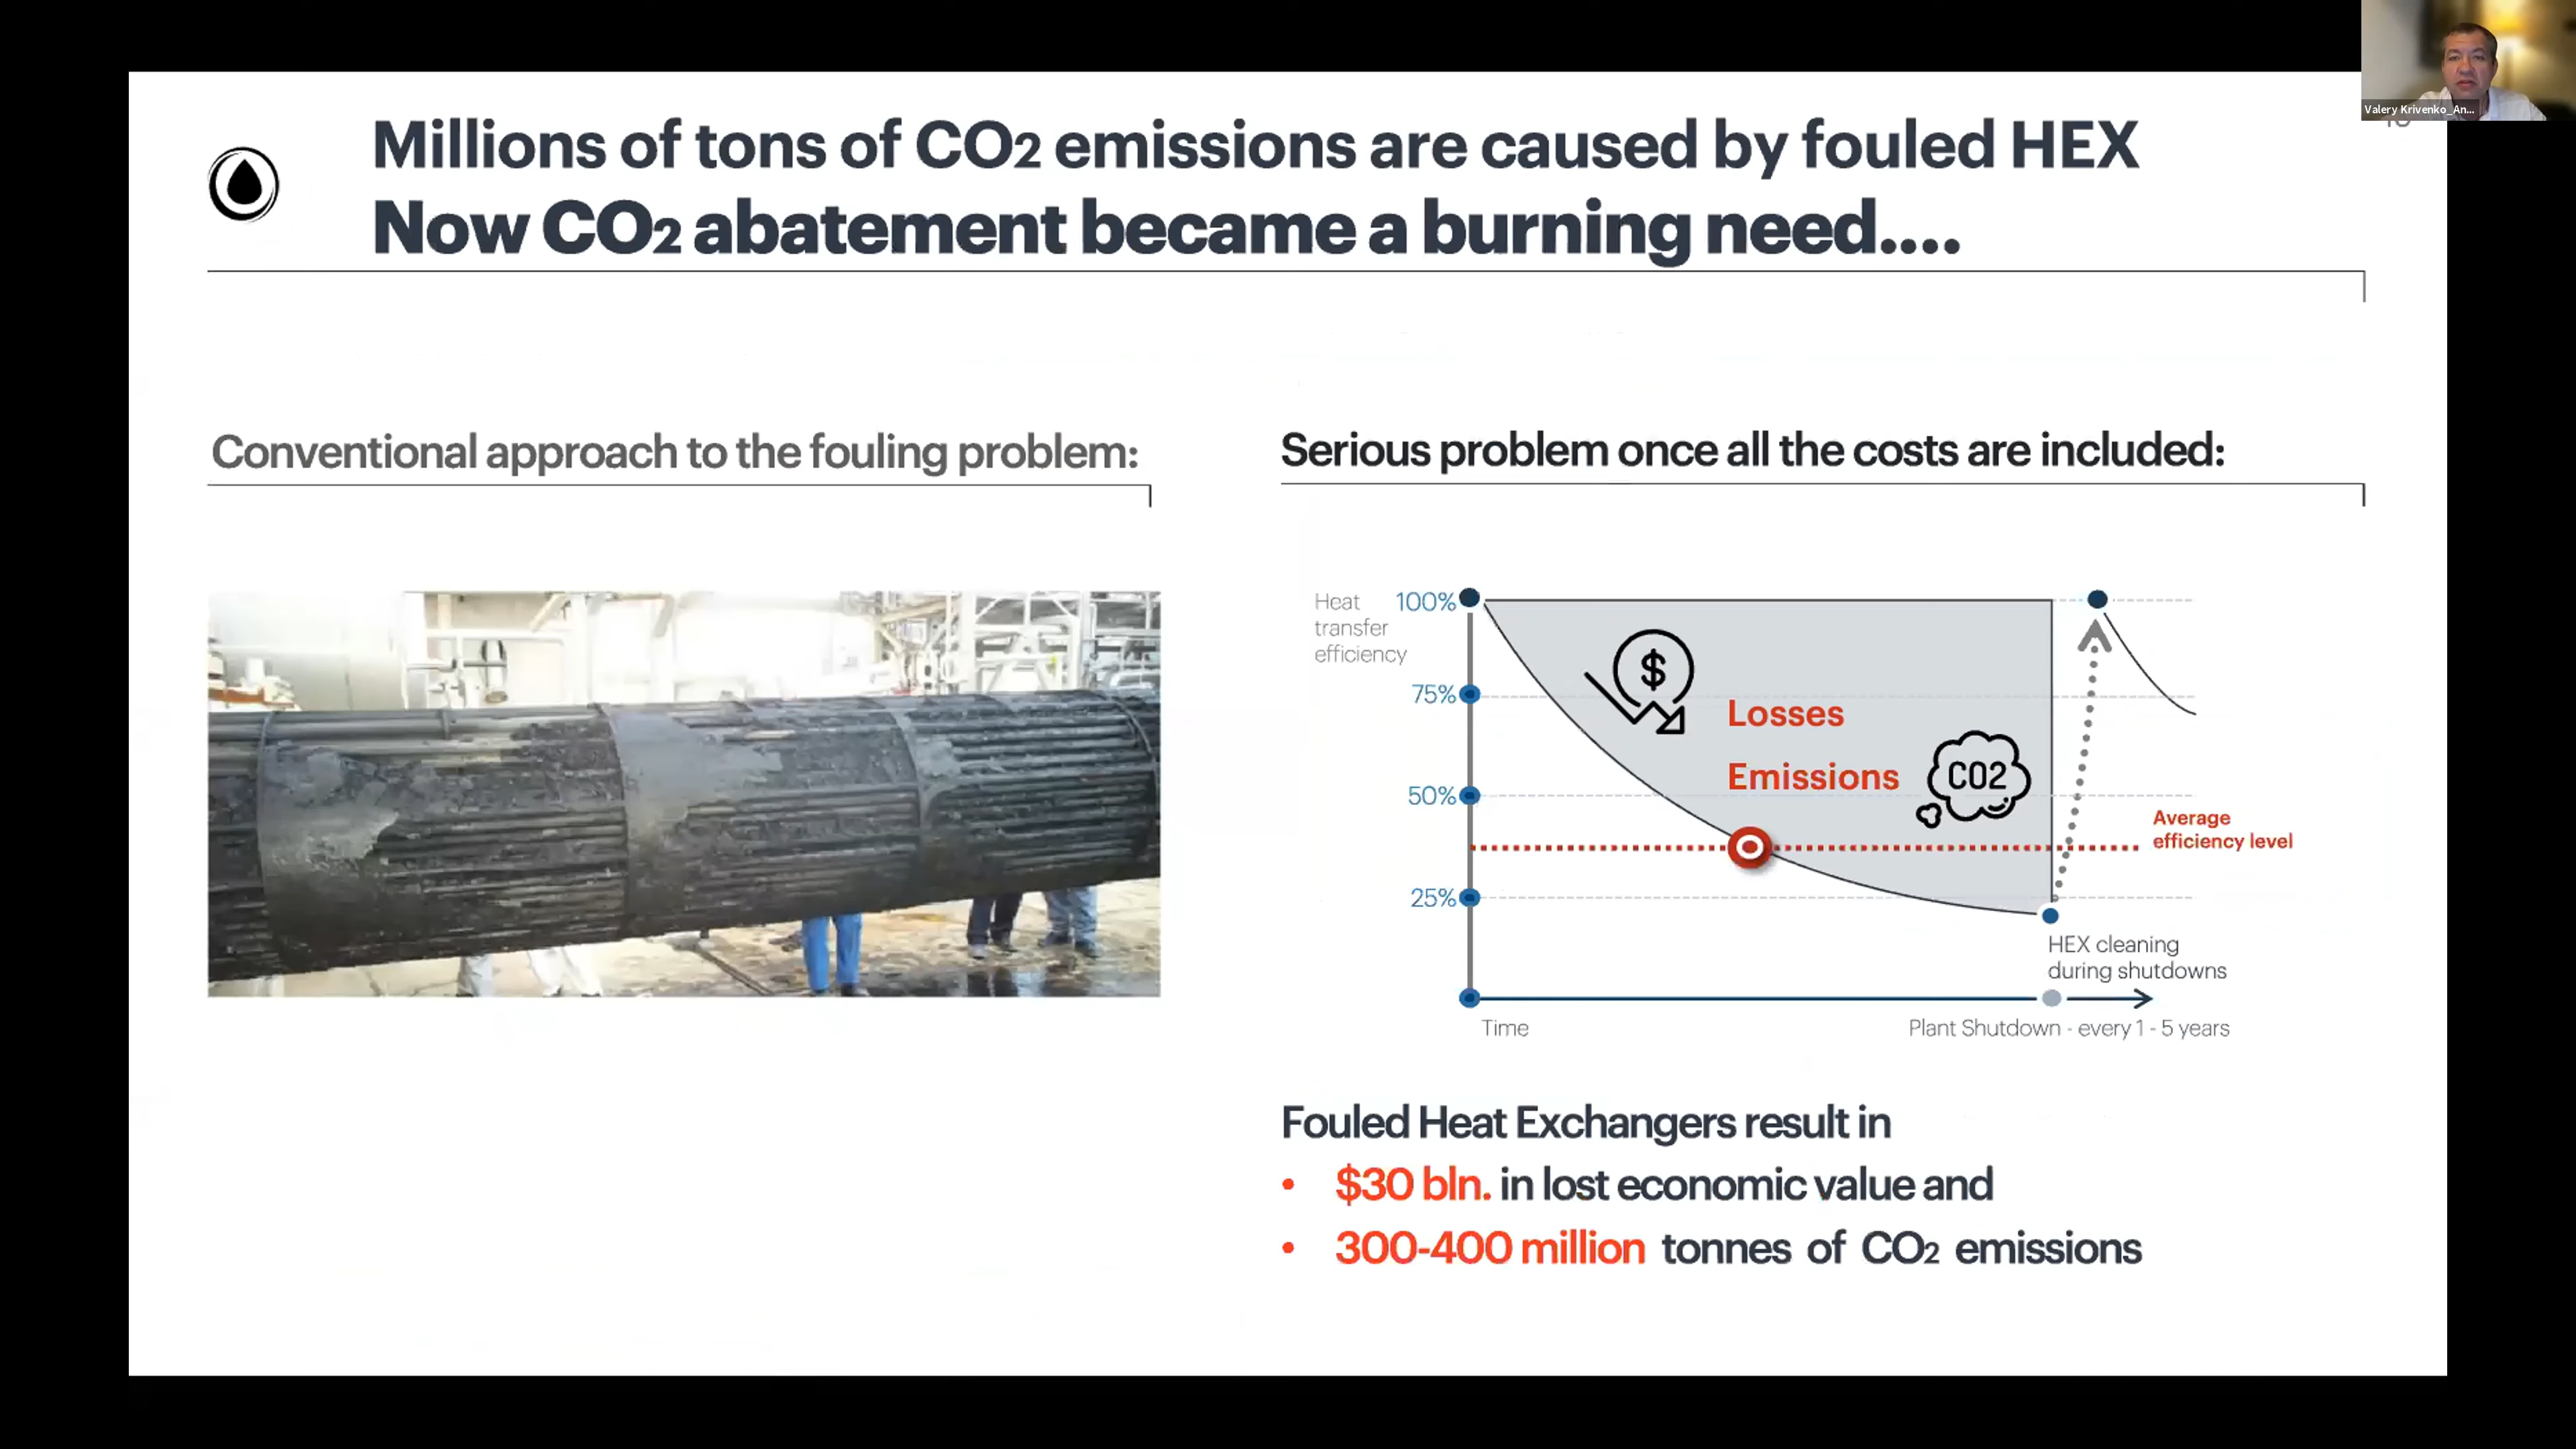 Valery Krivenko_An...
Millions of tons of CO2 emissions are caused by fouled HEX
Now CO2 abatement became a burning need....
Conventional approach to the fouling problem:
Serious problem once all the costs are included:
Heat
transfer
efficiency
100%
75%
50%
25%
$
Losses
Emissions
CO2
Average
efficiency level
HEX cleaning
during shutdowns
Time
Plant Shutdown - every 1 - 5 years
Fouled Heat Exchangers result in
• $30 bln. in lost economic value and
• 300-400 million tonnes of CO2 emissions